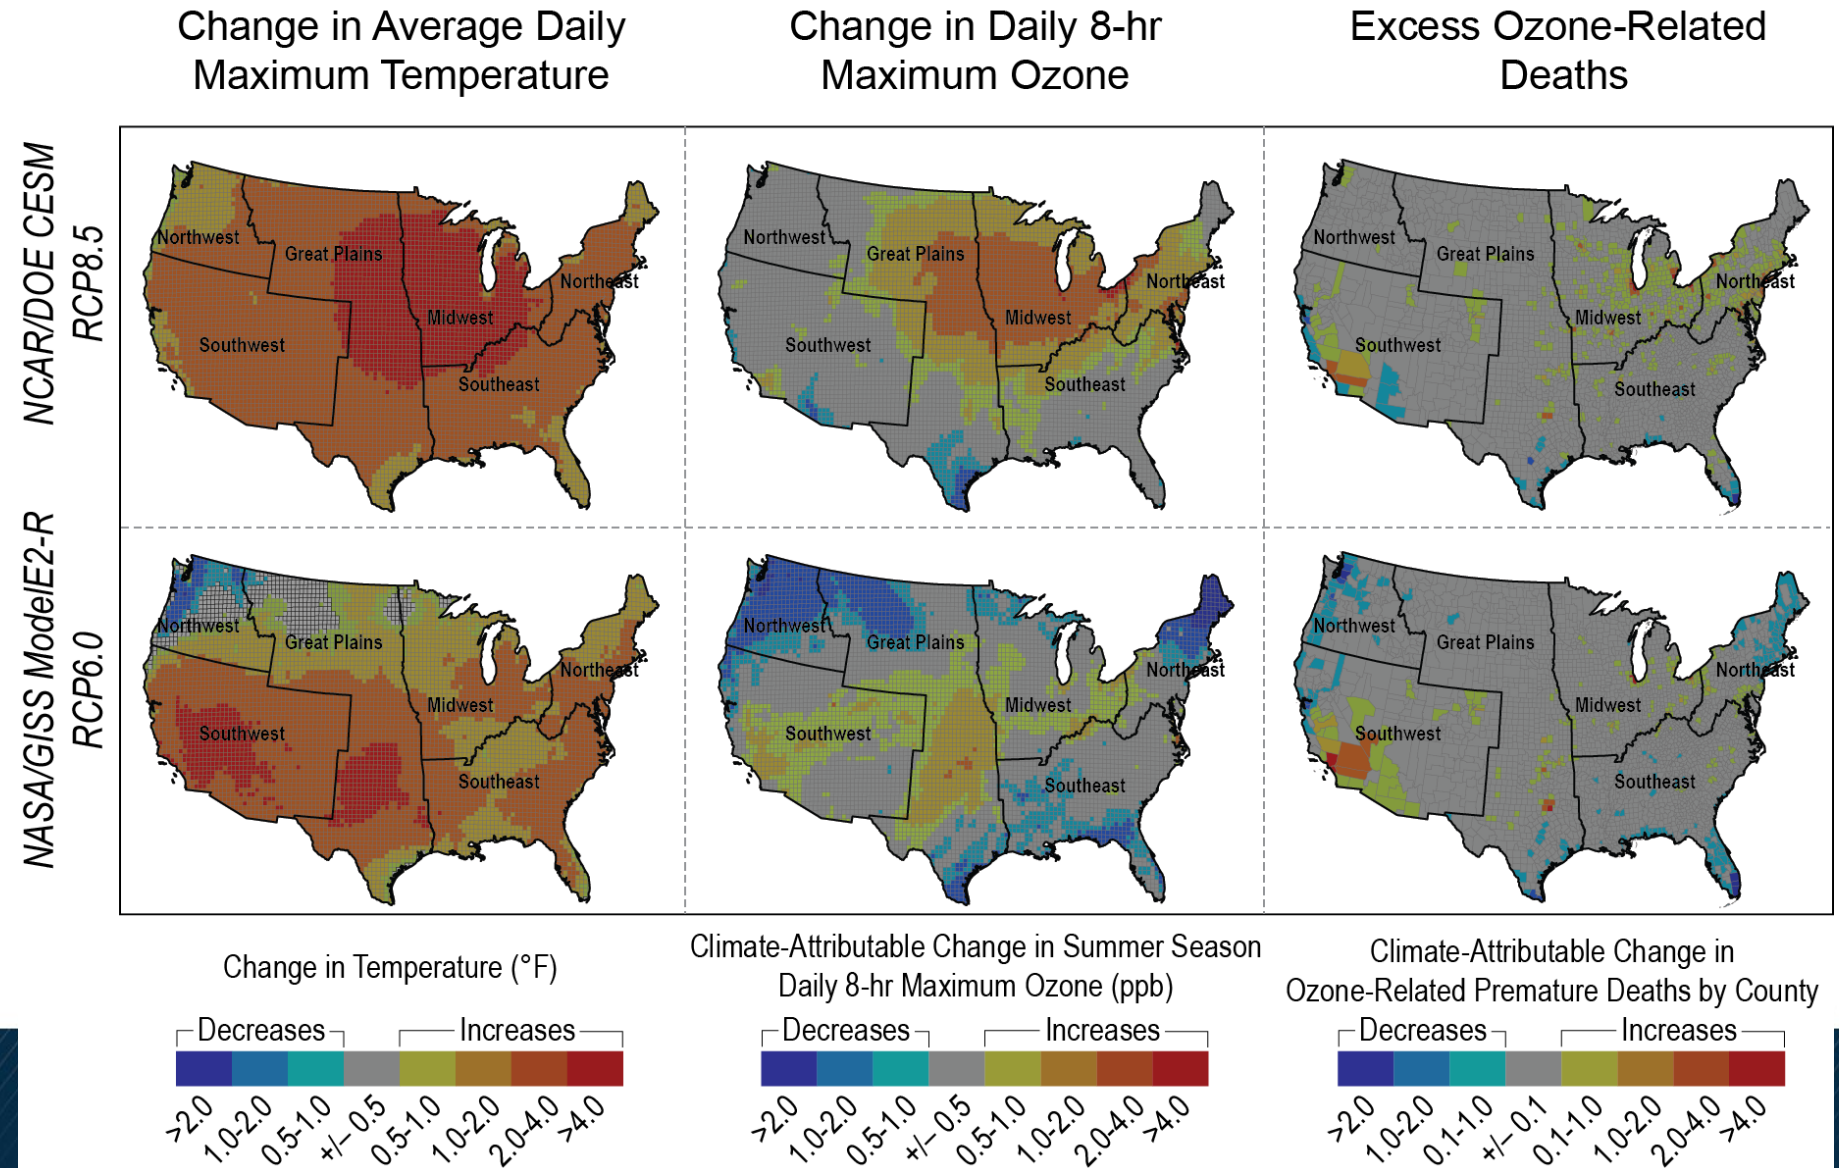 Change in Average Daily
Maximum Temperature
Change in Daily 8-hr
Maximum Ozone
Excess Ozone-Related
Deaths
NCAR/DOE CESM
RCP8.5
Northwest
Great Plains
Northeast
Midwest
Southwest
Southeast
Northwest
Great Plains
Northeast
Midwest
Southwest
Southeast
Northwest
Great Plains
Northeast
Midwest
Southwest
Southeast
NASA/GISS ModelE2-R
RCP6.0
Northwest
Great Plains
Northeast
Midwest
Southwest
Southeast
Northwest
Great Plains
Northeast
Midwest
Southwest
Southeast
Northwest
Great Plains
Northeast
Midwest
Southwest
Southeast
Change in Temperature (°F)
Decreases Increases
>2.0 1.0-2.0 0.5-1.0 +/– 0.5 0.5-1.0 1.0-2.0 2.0-4.0 >4.0
Climate-Attributable Change in Summer Season
Daily 8-hr Maximum Ozone (ppb)
Decreases Increases
>2.0 1.0-2.0 0.5-1.0 +/– 0.5 0.5-1.0 1.0-2.0 2.0-4.0 >4.0
Climate-Attributable Change in
Ozone-Related Premature Deaths by County
Decreases Increases
>2.0 1.0-2.0 0.1-1.0 +/– 0.1 0.1-1.0 1.0-2.0 2.0-4.0 >4.0